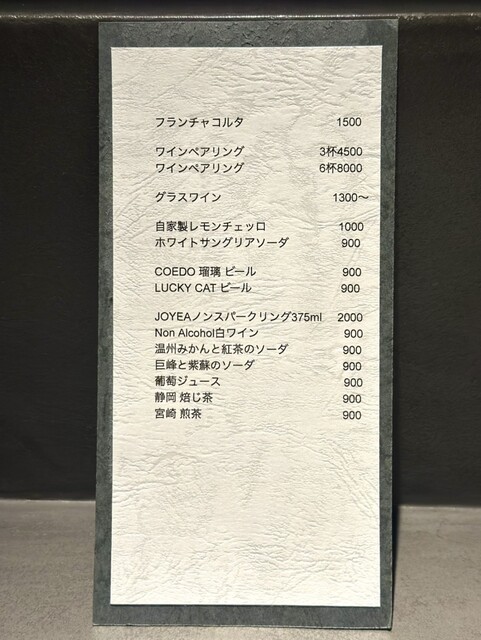 フランチャコルタ 1500
ワインペアリング 3杯4500
ワインペアリング 6杯8000
グラスワイン 1300〜
自家製レモンチェッロ 1000
ホワイトサングリアソーダ 900
COEDO 瑠璃 ビール 900
LUCKY CAT ビール 900
JOYEAノンスパークリング375ml 2000
Non Alcohol白ワイン 900
温州みかんと紅茶のソーダ 900
巨峰と紫蘇のソーダ 900
葡萄ジュース 900
静岡 焙じ茶 900
宮崎 煎茶 900